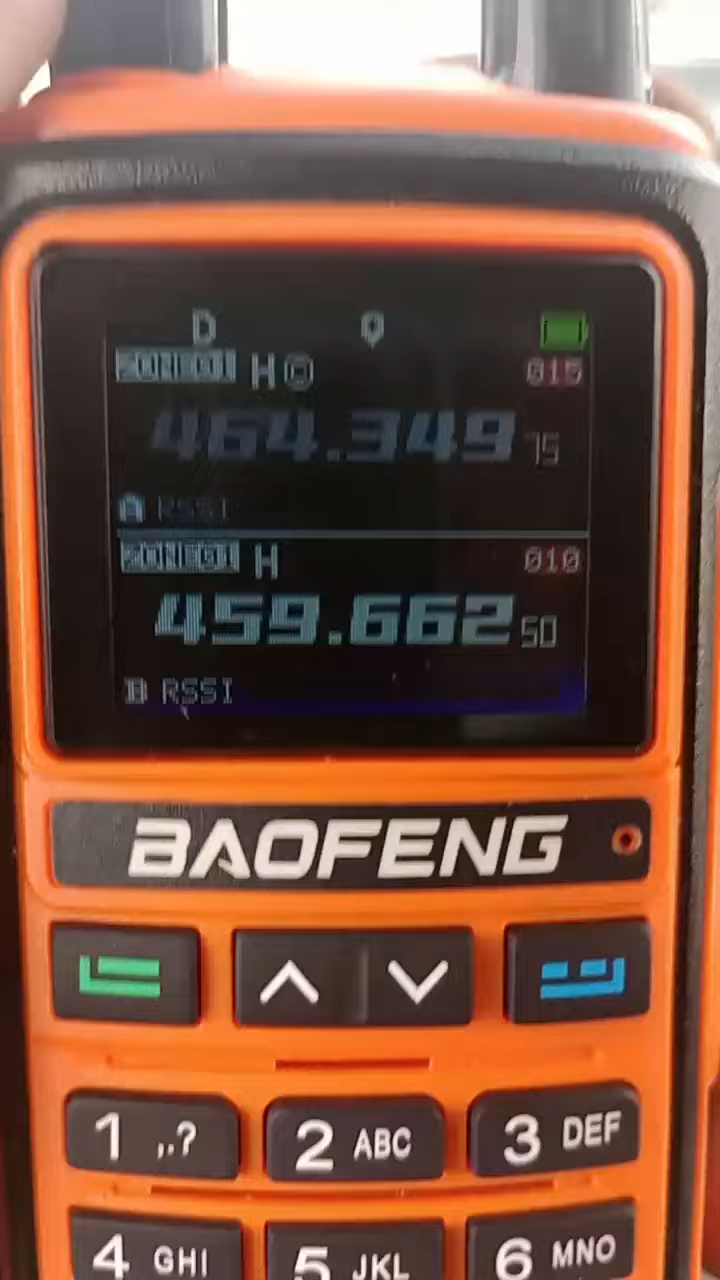 D
H C 015
464.349 75
A RSSI
H 010
459.662 50
B RSSI
BAOFENG
1 ,.? 2 ABC 3 DEF
4 GHI 5 JKL 6 MNO